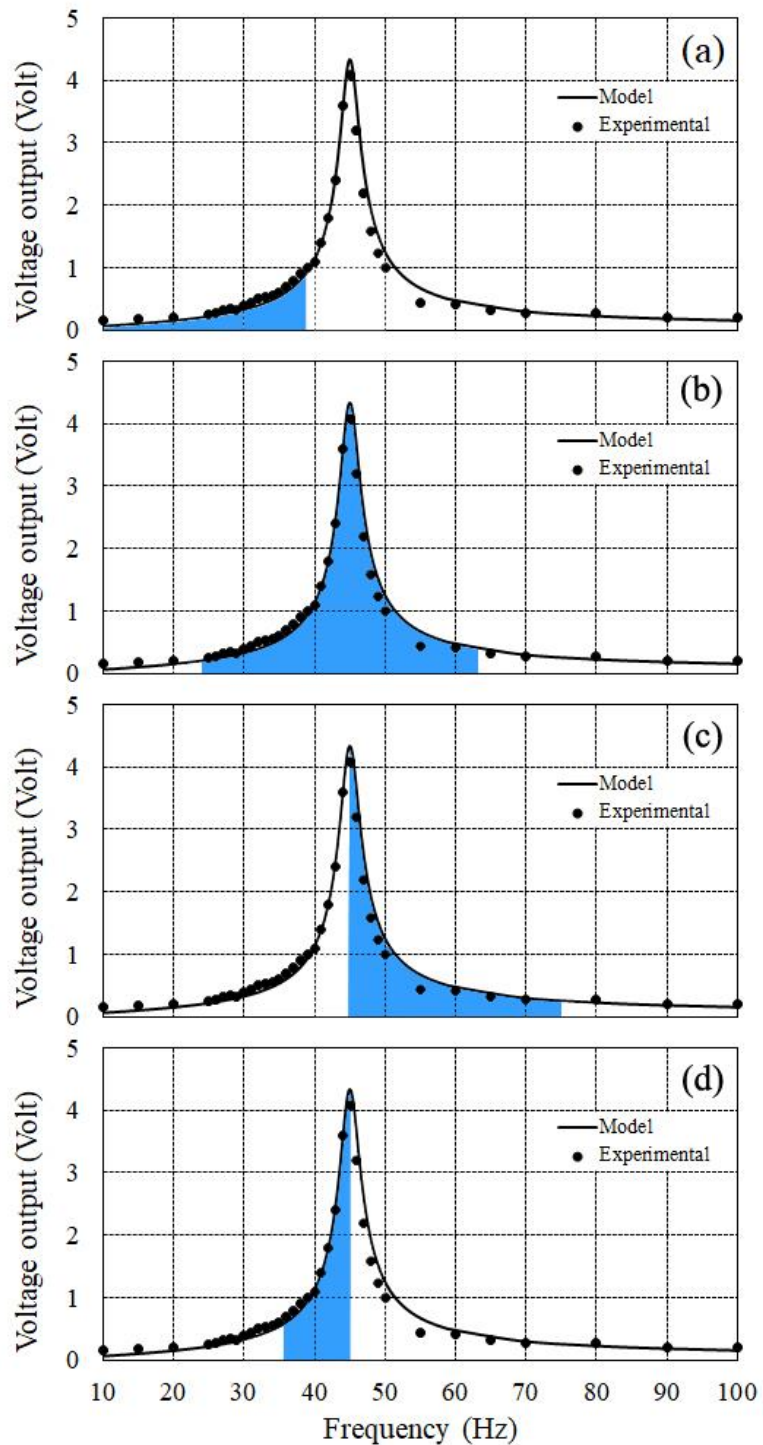 5
4
3
2
1
0
Voltage output (Volt)
(a)
Model
Experimental
5
4
3
2
1
0
Voltage output (Volt)
(b)
Model
Experimental
5
4
3
2
1
0
Voltage output (Volt)
(c)
Model
Experimental
5
4
3
2
1
0
Voltage output (Volt)
(d)
Model
Experimental
10 20 30 40 50 60 70 80 90 100
Frequency (Hz)